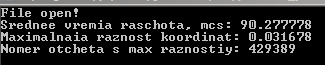 File open!
Srednee vremia raschota, mcs: 90.277778
Maximalnaia raznost koordinat: 0.031678
Nomer otcheta s max raznostiy: 429389